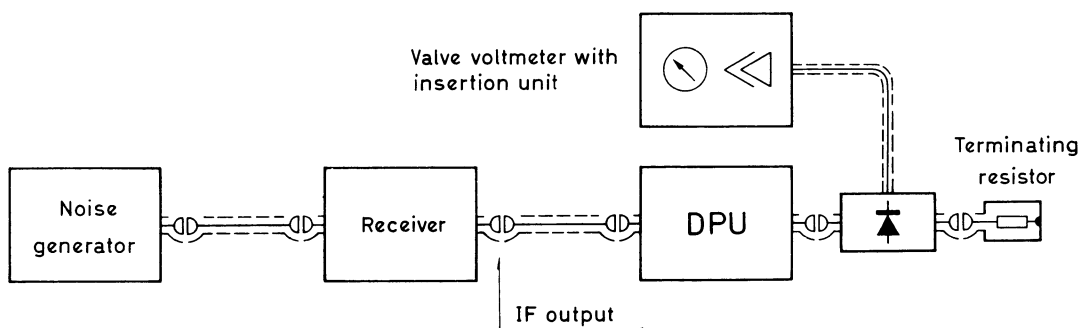 Valve voltmeter with
insertion unit
Terminating
resistor
Noise
generator
Receiver
DPU
IF output